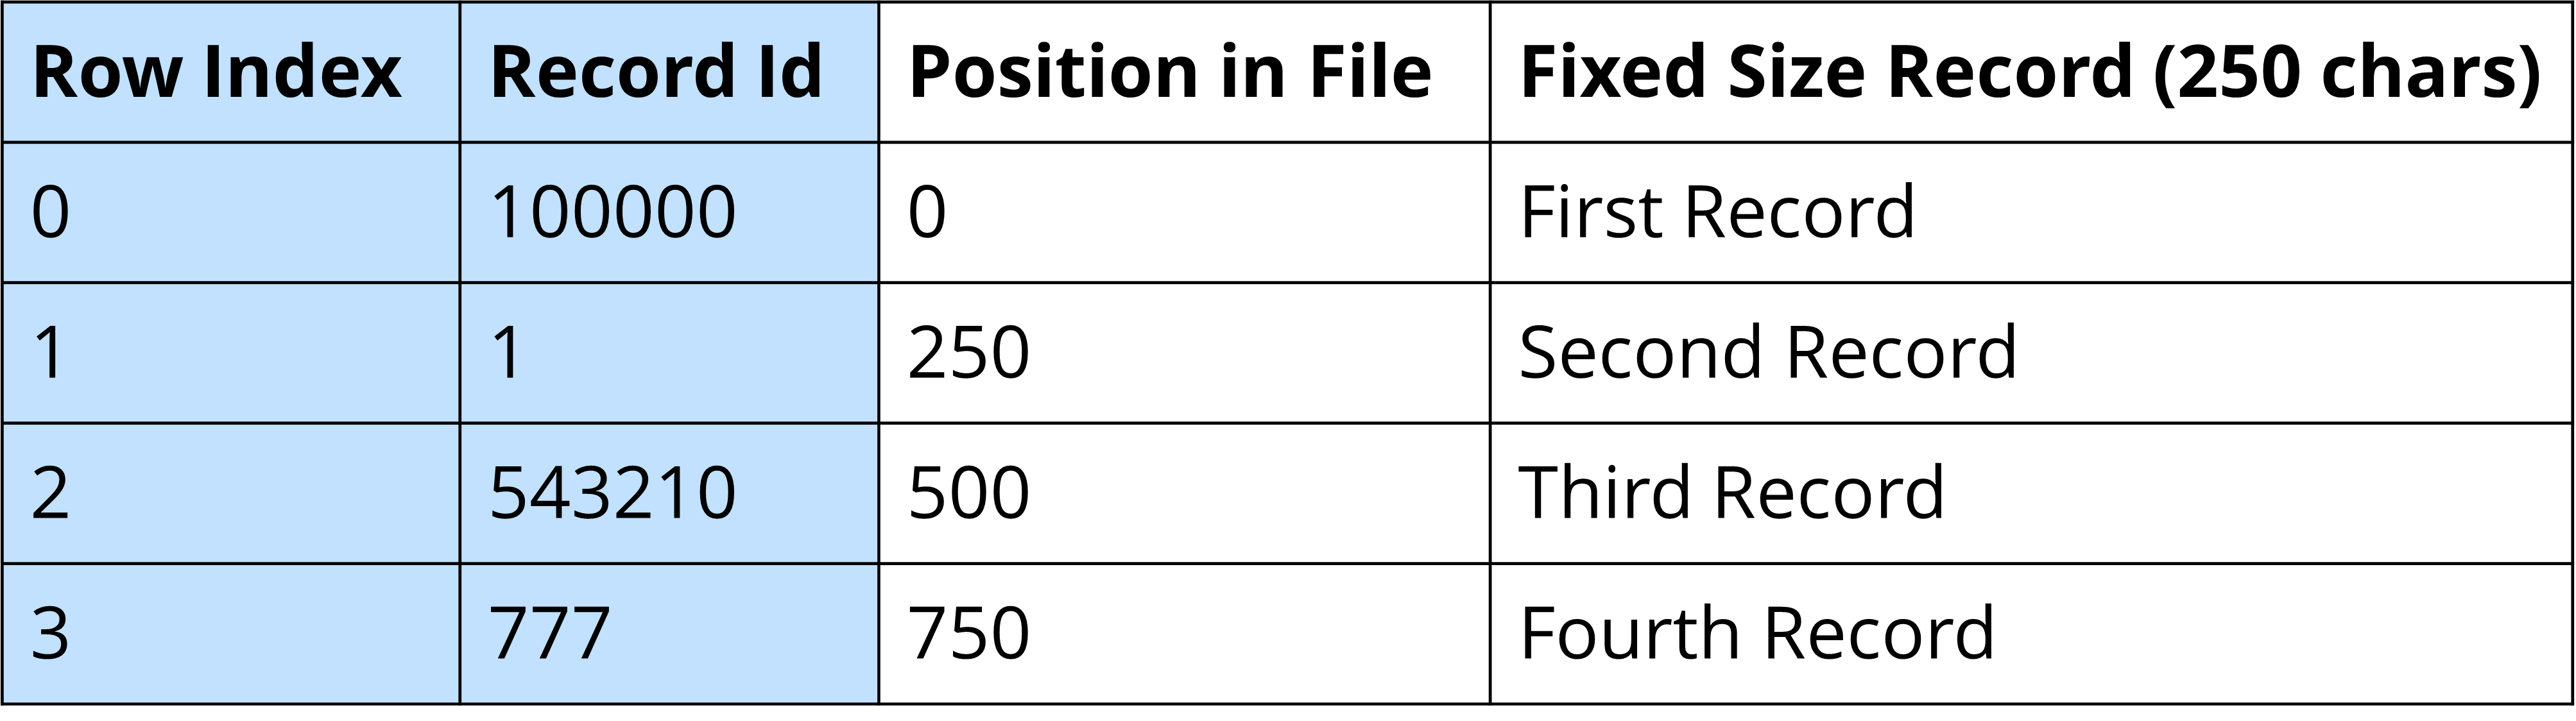 Row Index Record Id Position in File Fixed Size Record (250 chars)
0 100000 0 First Record
1 1 250 Second Record
2 543210 500 Third Record
3 777 750 Fourth Record